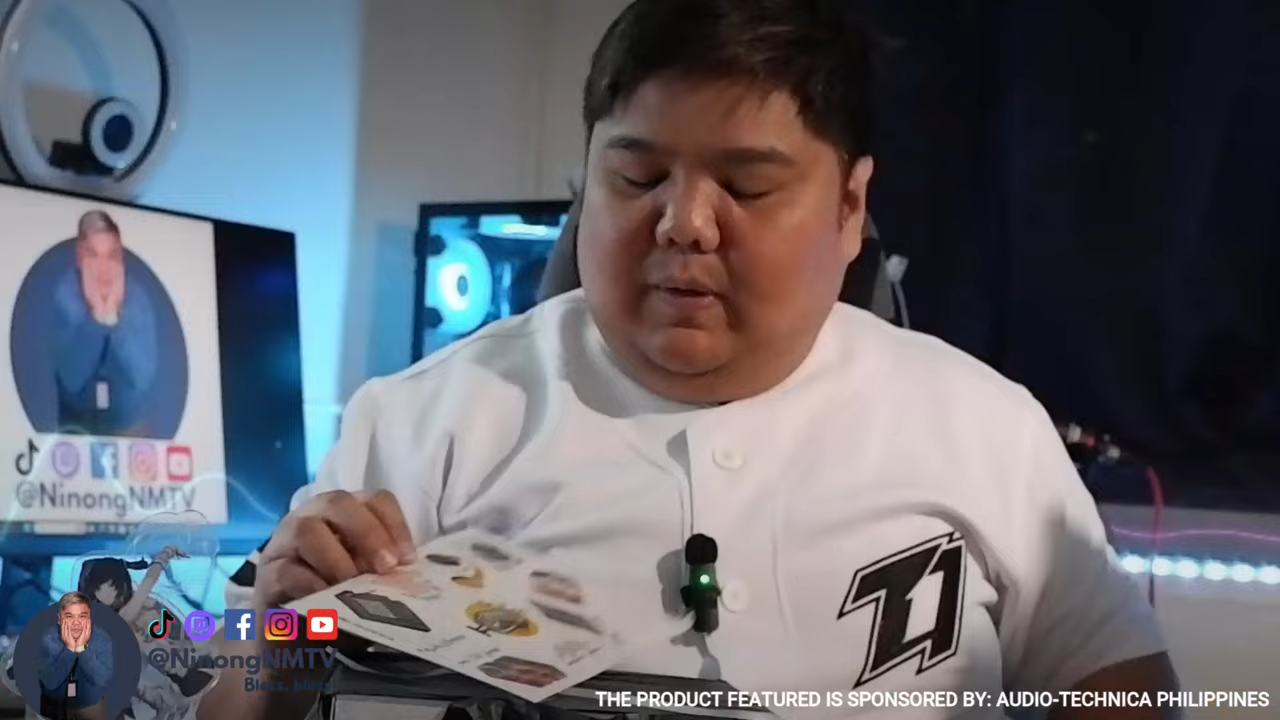 @NinongNMTV
T1
@NinongNMTV
THE PRODUCT FEATURED IS SPONSORED BY: AUDIO-TECHNICA PHILIPPINES